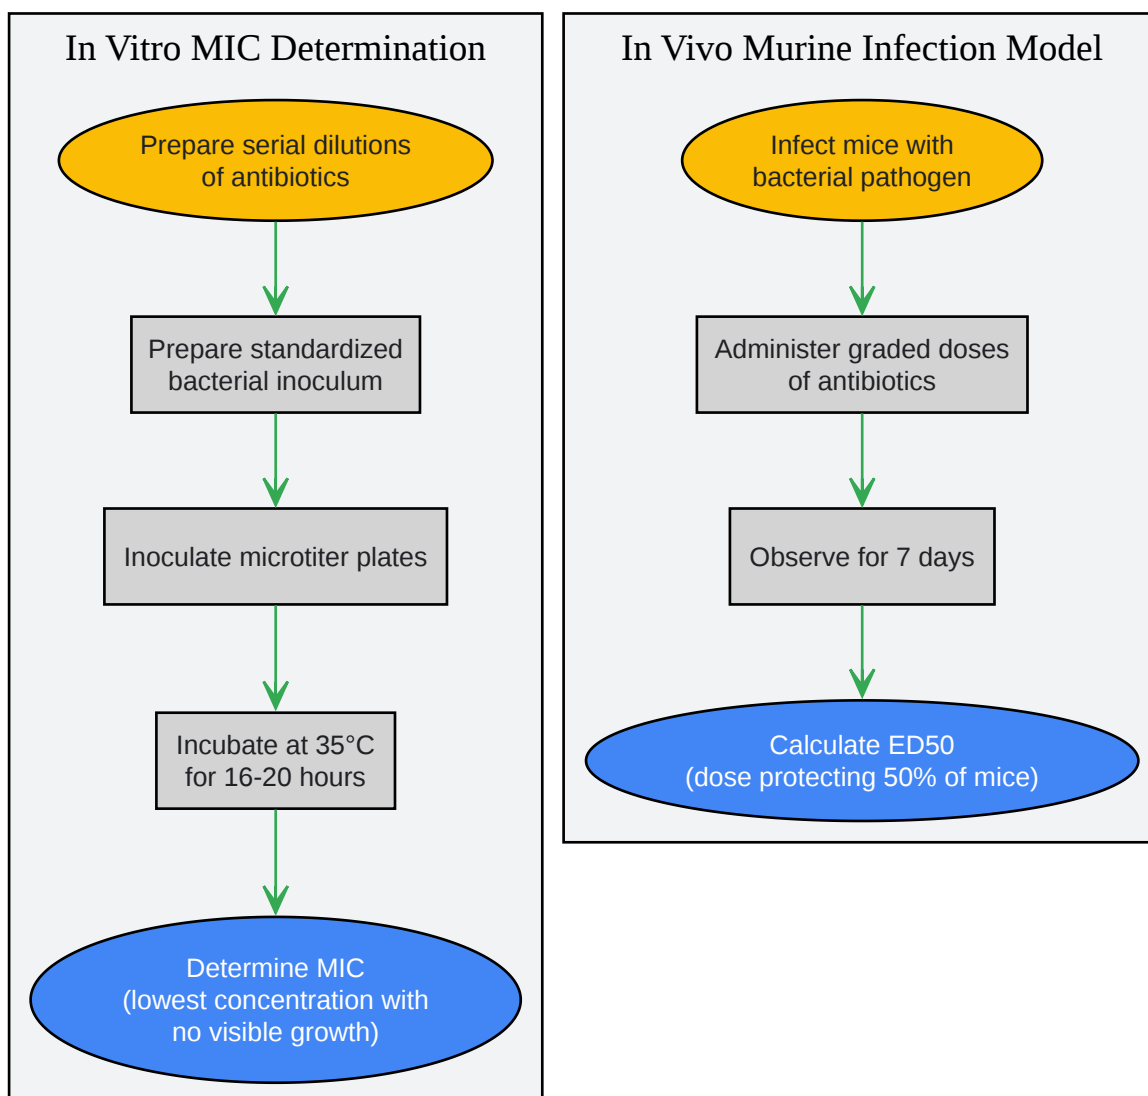 In Vitro MIC Determination
Prepare serial dilutions
of antibiotics
Prepare standardized
bacterial inoculum
Inoculate microtiter plates
Incubate at 35°C
for 16-20 hours
Determine MIC
(lowest concentration with
no visible growth)
In Vivo Murine Infection Model
Infect mice with
bacterial pathogen
Administer graded doses
of antibiotics
Observe for 7 days
Calculate ED50
(dose protecting 50% of mice)